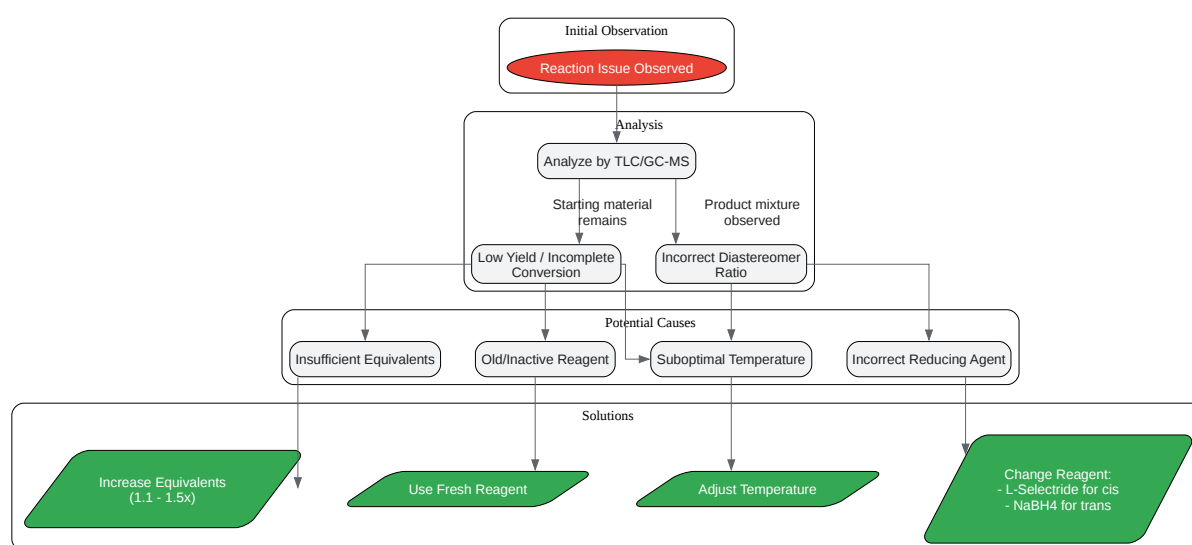 Initial Observation
Reaction Issue Observed
Analysis
Analyze by TLC/GC-MS
Starting material
remains
Product mixture
observed
Low Yield / Incomplete
Conversion
Incorrect Diastereomer
Ratio
Potential Causes
Insufficient Equivalents
Old/Inactive Reagent
Suboptimal Temperature
Incorrect Reducing Agent
Solutions
Increase Equivalents
(1.1 - 1.5x)
Use Fresh Reagent
Adjust Temperature
Change Reagent:
- L-Selectride for cis
- NaBH4 for trans